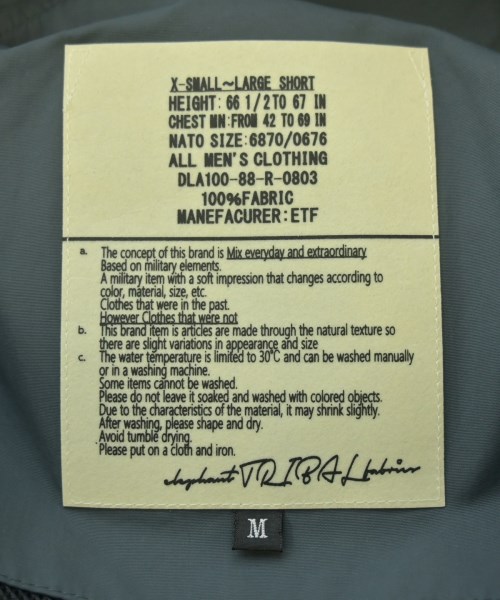 X-SMALL~LARGE SHORT
HEIGHT: 66 1/2TO 67 IN
CHEST MN:FROM 42 TO 69 IN
NATO SIZE:6870/0676
ALL MEN'S CLOTHING
DLA100-88-R-0803
100%FABRIC
MANEFACURER:ETF
a. The concept of this brand is Mix everyday and extraordinary
Based on military elements.
A military item with a soft impression that changes according to
color, material, size, etc.
Clothes that were in the past.
However Clothes that were not
b. This brand item is articles are made through the natural texture so
there are slight variations in appearance and size
c. The water temperature is limited to 30°C and can be washed manually
or in a washing machine.
Some items cannot be washed.
Please do not leave it soaked and washed with colored objects.
Due to the characteristics of the material, it may shrink slightly.
After washing, please shape and dry.
Avoid tumble drying.
Please put on a cloth and iron.
elephant TRIBAL fabrics
M